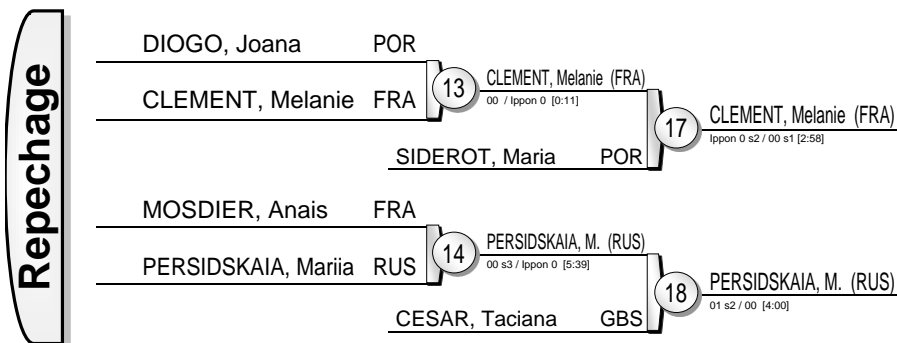 Repechage
DIOGO, Joana POR
CLEMENT, Melanie FRA
13
CLEMENT, Melanie (FRA)
00 / Ippon 0 [0:11]
SIDEROT, Maria POR
17
CLEMENT, Melanie (FRA)
Ippon 0 s2 / 00 s1 [2:58]
MOSDIER, Anais FRA
PERSIDSKAIA, Mariia RUS
14
PERSIDSKAIA, M. (RUS)
00 s3 / Ippon 0 [5:39]
CESAR, Taciana GBS
18
PERSIDSKAIA, M. (RUS)
01 s2 / 00 [4:00]